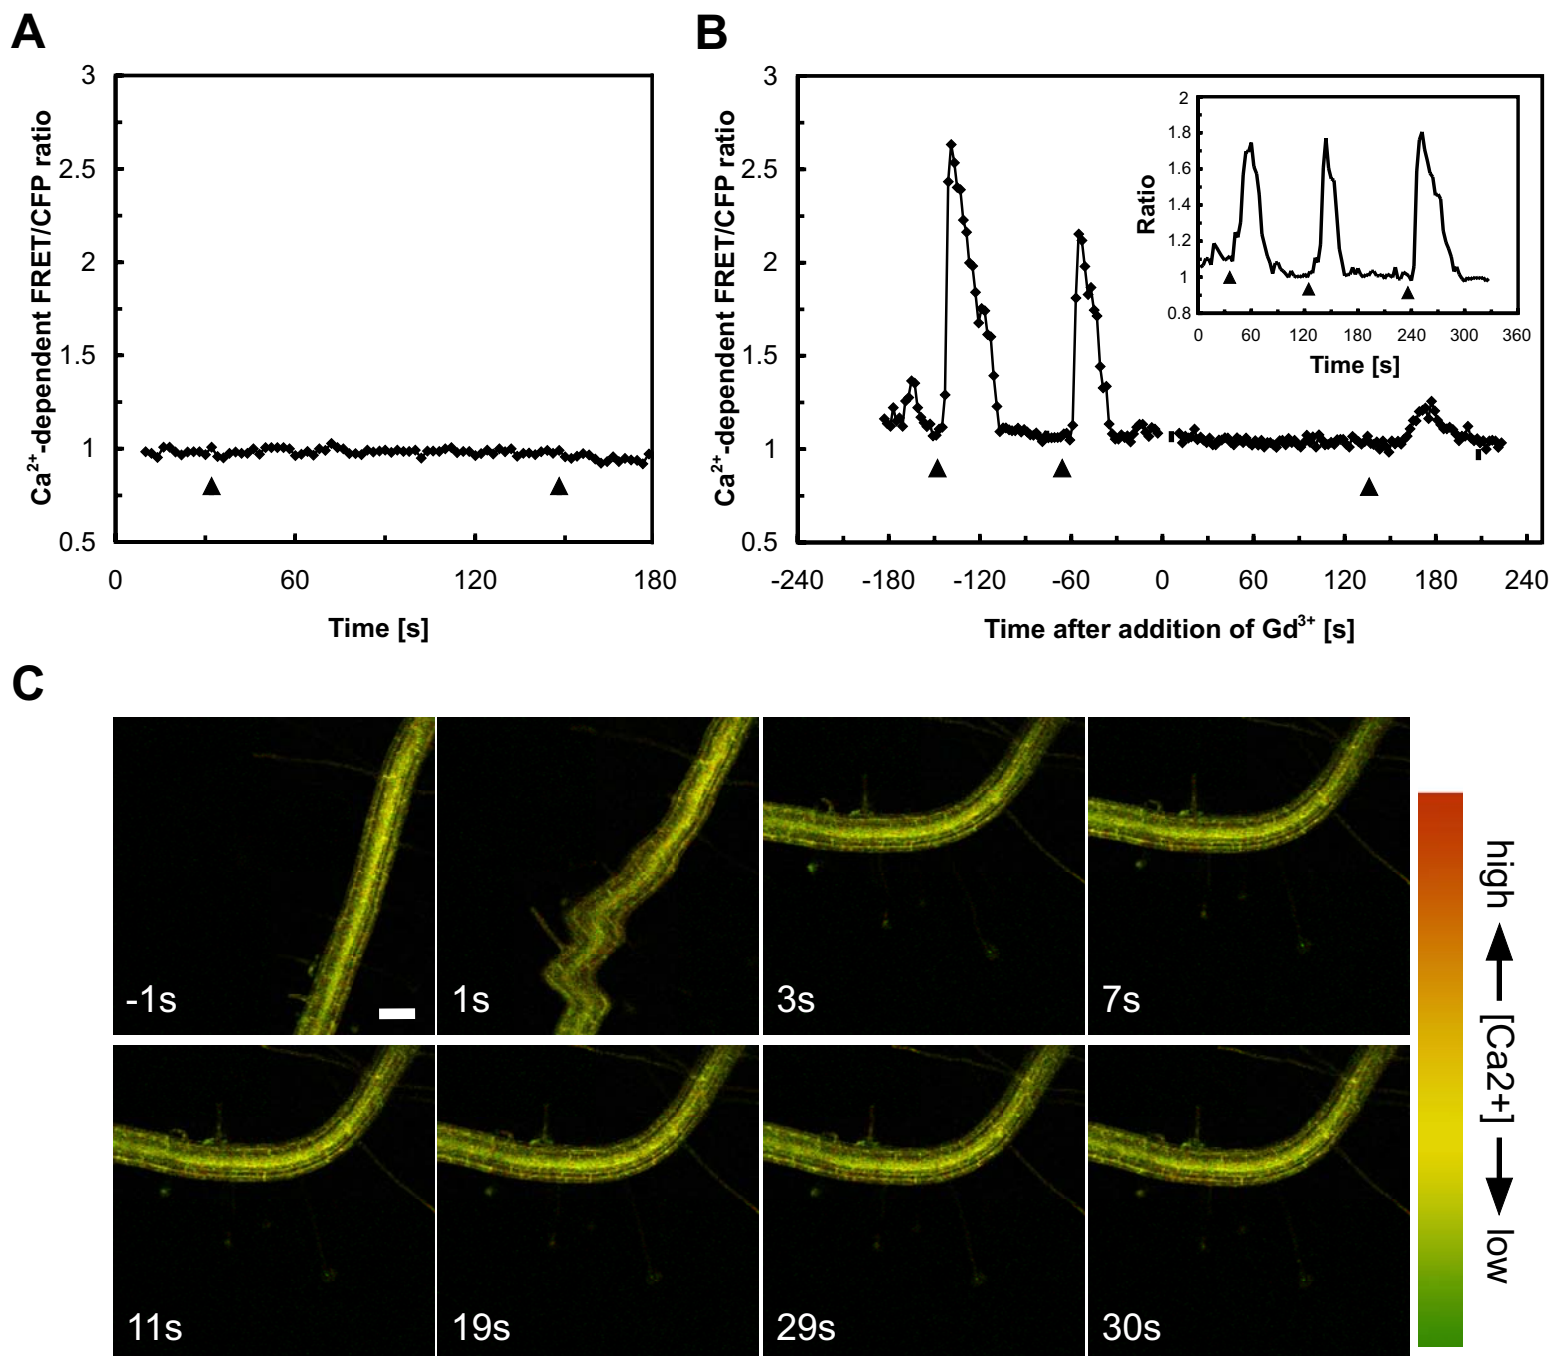 A
B
Ca²⁺-dependent FRET/CFP ratio
3
2.5
2
1.5
1
0.5
0 60 120 180
Time [s]
Ca²⁺-dependent FRET/CFP ratio
3
2.5
2
1.5
1
0.5
-240 -180 -120 -60 0 60 120 180 240
Time after addition of Gd³⁺ [s]
Ratio
2
1.8
1.6
1.4
1.2
1
0.8
0 60 120 180 240 300 360
Time [s]
C
-1s
1s
3s
7s
11s
19s
29s
30s
high [Ca2+] low